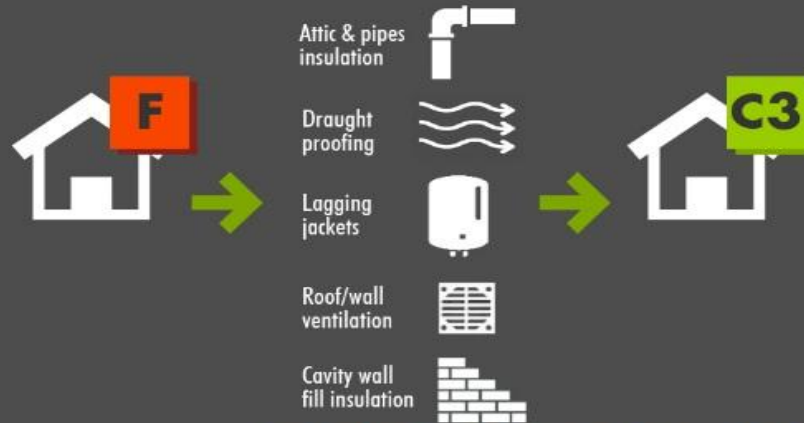 F
Attic & pipes
insulation
Draught
proofing
Lagging
jackets
Roof/wall
ventilation
Cavity wall
fill insulation
C3